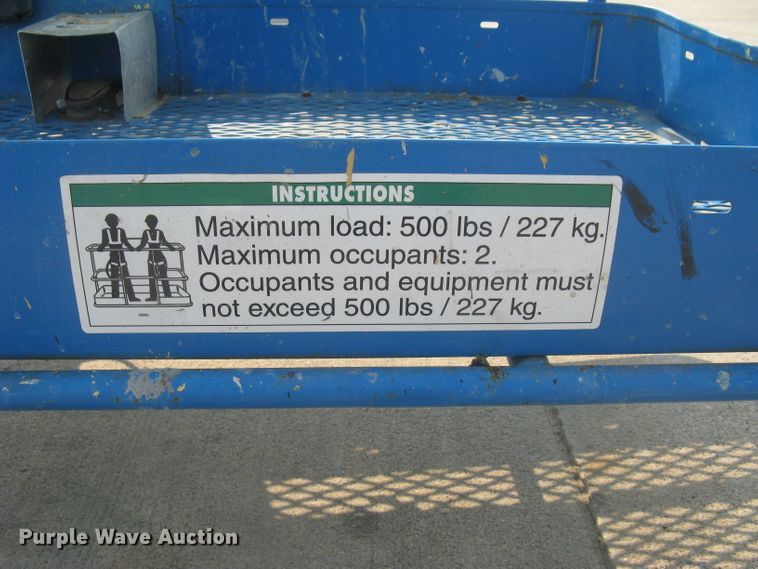 INSTRUCTIONS
Maximum load: 500 lbs / 227 kg.
Maximum occupants: 2.
Occupants and equipment must
not exceed 500 lbs / 227 kg.
Purple Wave Auction